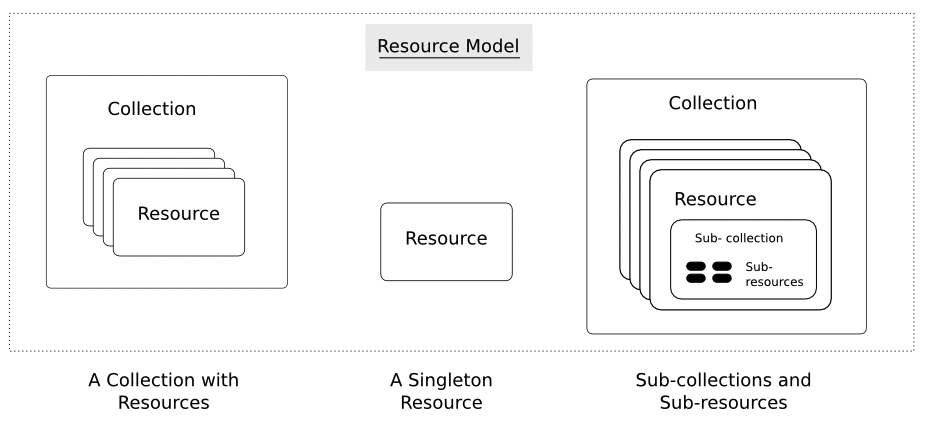 Resource Model
Collection
Resource
Resource
Collection
Resource
Sub- collection
Sub-
resources
A Collection with
Resources
A Singleton
Resource
Sub-collections and
Sub-resources